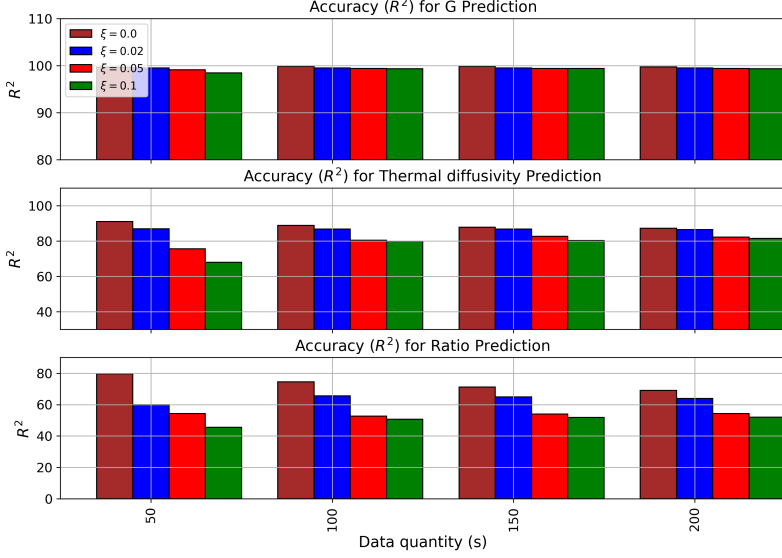 Accuracy (R²) for G Prediction
110
100
90
80
R²
ξ = 0.0
ξ = 0.02
ξ = 0.05
ξ = 0.1
Accuracy (R²) for Thermal diffusivity Prediction
100
80
60
40
R²
Accuracy (R²) for Ratio Prediction
80
60
40
20
0
R²
50
100
150
200
Data quantity (s)